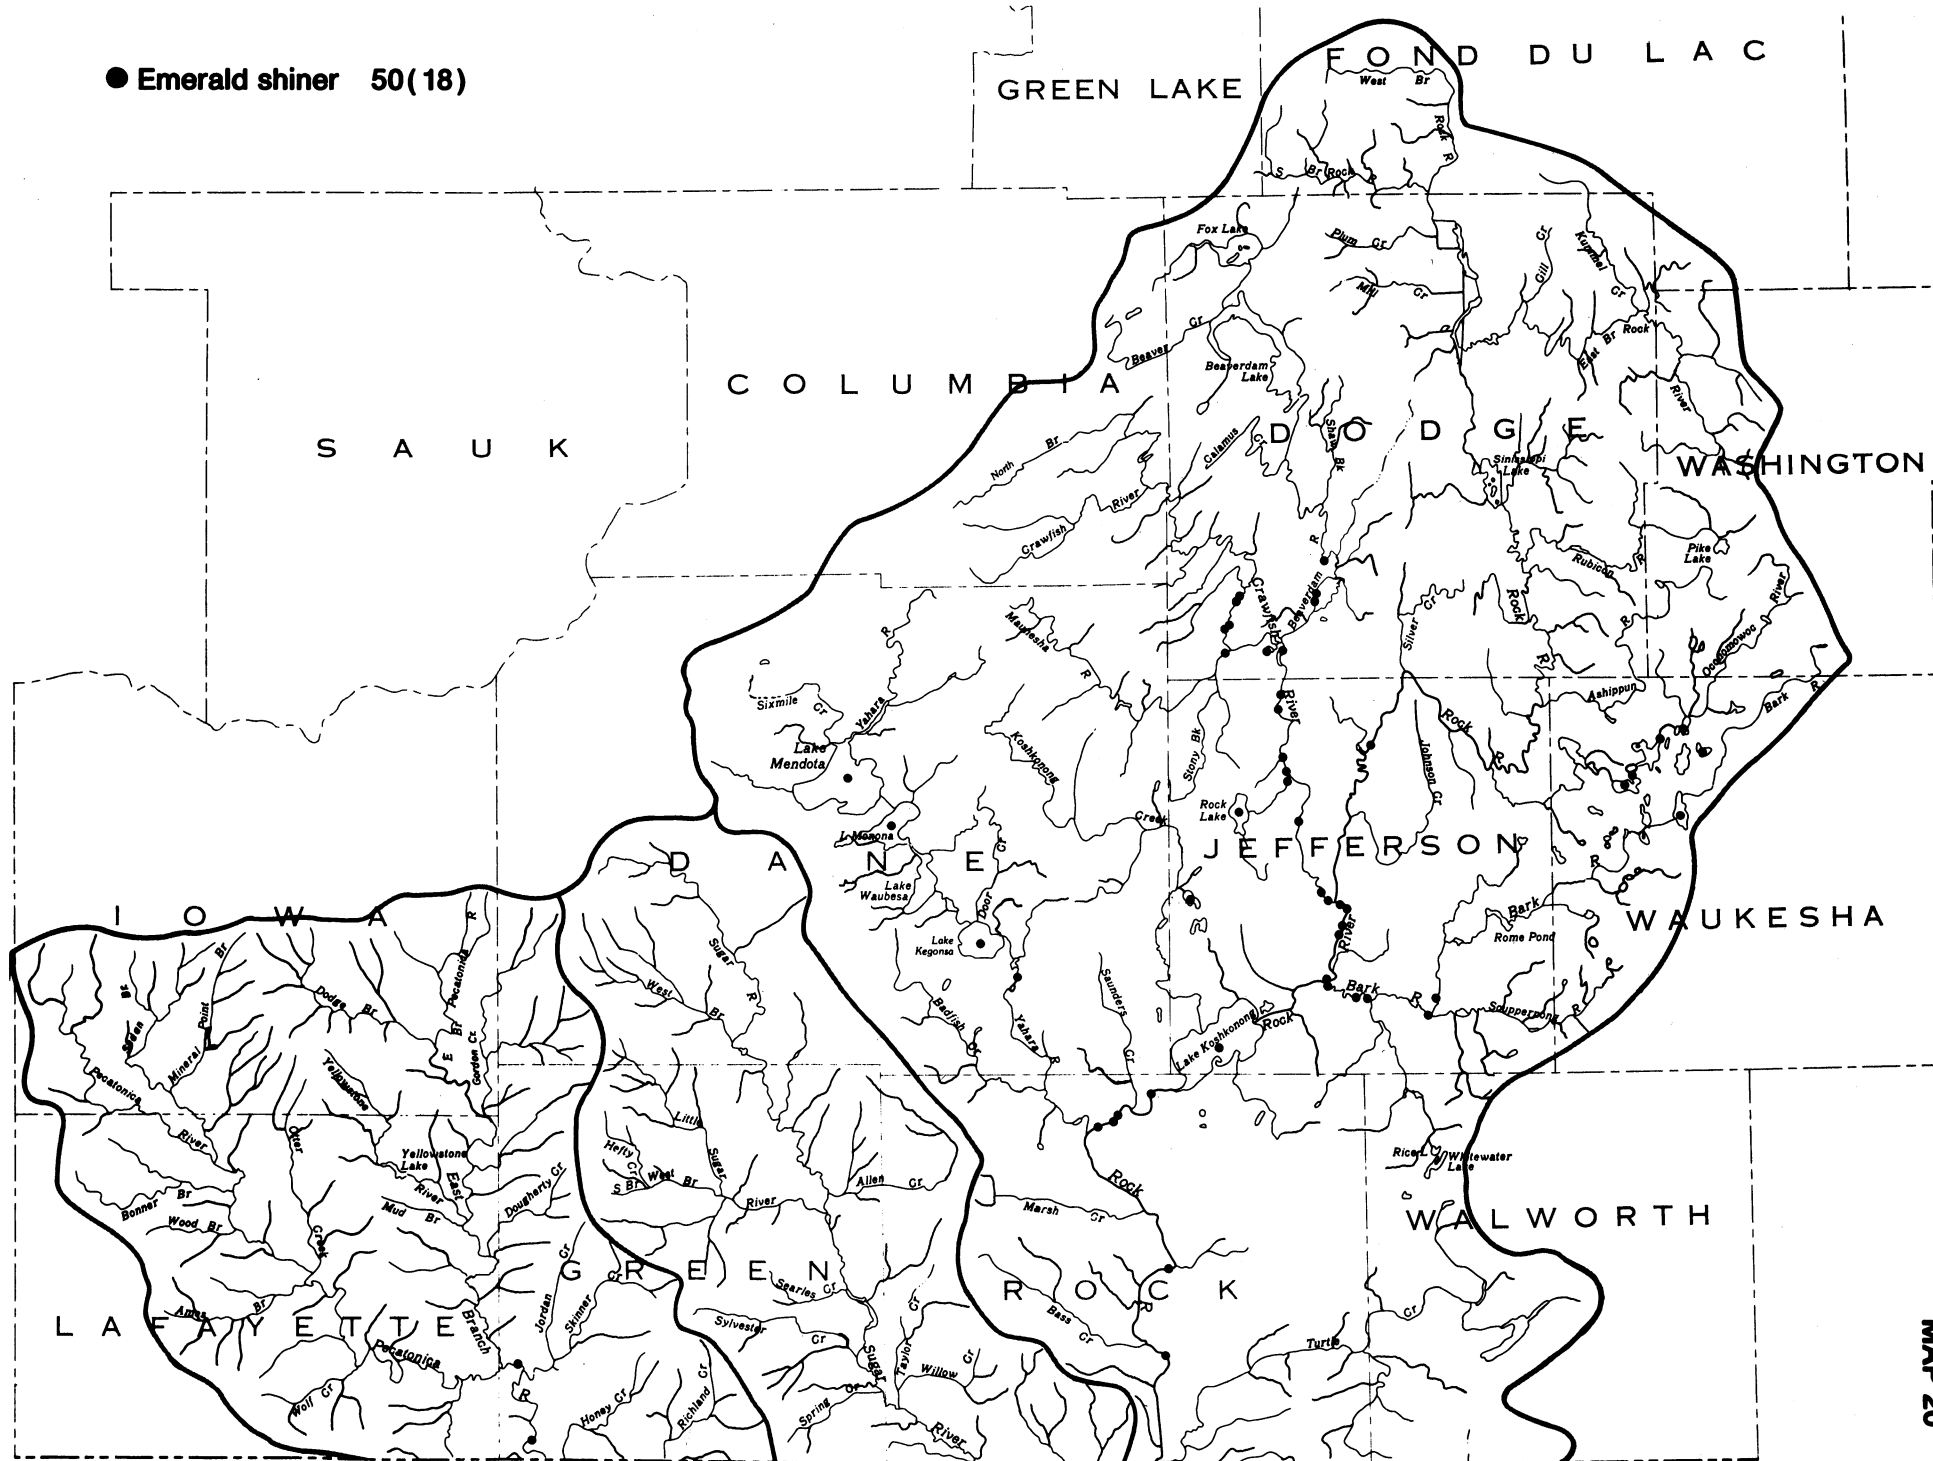 ● Emerald shiner 50(18)
FOND DU LAC
GREEN LAKE
West Br
Rock R
S Br Rock R
Fox Lake
Plum Cr
Mill Cr
Gill Cr
Kummel Cr
East Br Rock River
Beaver Cr
Beaverdam Lake
COLUMBIA
SAUK
DODGE
WASHINGTON
North Br
Crawfish River
Calamus Cr
Shaw Bk
Sinissippi Lake
Rubicon R
Pike Lake
Crawfish River
Beaverdam R
Silver Cr
Rock R
Oconomowoc River
Ashippun R
Bark R
Maunesha R
Sixmile Cr
Yahara R
Lake Mendota
Koshkonong Creek
Stony Bk
Rock R
Johnson Cr
Rock Lake
JEFFERSON
L Monona
DANE
Lake Waubesa
Door Cr
Lake Kegonsa
IOWA
WAUKESHA
Bark R
Rome Pond
River
Bark R
Scuppernong R
Pecatonica Br E
Gordon Cr
Dodge Br
Mineral Point Br
Pecatonica River
Yellowstone River
Yellowstone Lake
Sugar R
West Br
Badfish Cr
Yahara R
Saunders Cr
Lake Koshkonong
Rock
Otter Creek
East Branch
Bonner Br
Wood Br
Mud Br
Dougherty Cr
Little Sugar River
Hefty Cr
S Br
West Br
Allen Cr
Rice L
Whitewater Lake
Rock R
Marsh Cr
WALWORTH
GREEN
Searles Cr
ROCK
Bass Cr
Turtle Cr
LAFAYETTE
Ames Br
Pecatonica R
Jordan Cr
Skinner Cr
Sylvester Cr
Sugar River
Taylor Cr
Willow Cr
Spring Cr
Wolf Cr
Honey Cr
Richland Cr
MAP 20